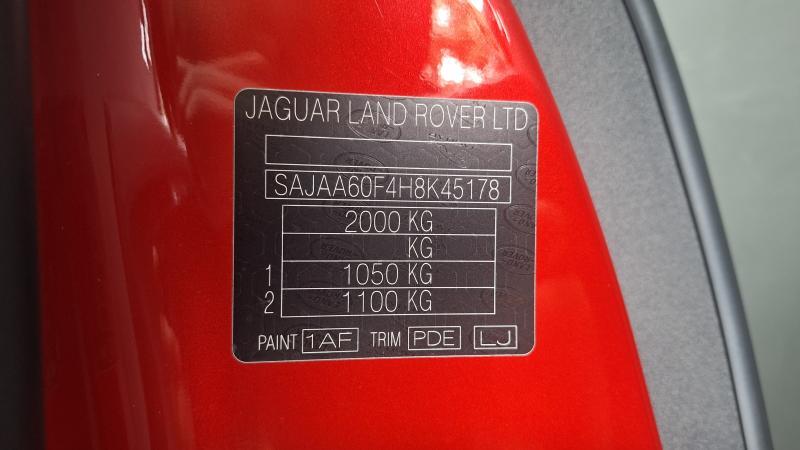 JAGUAR LAND ROVER LTD
SAJAA60F4H8K45178
2000 KG
KG
1 1050 KG
2 1100 KG
PAINT 1AF TRIM PDE LJ